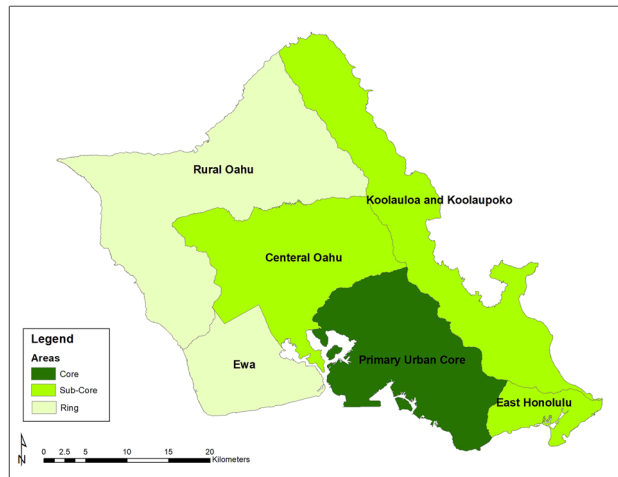 Rural Oahu
Koolauloa and Koolaupoko
Centeral Oahu
Ewa
Primary Urban Core
East Honolulu
Legend
Areas
Core
Sub-Core
Ring
N
0 2.5 5 10 15 20
Kilometers